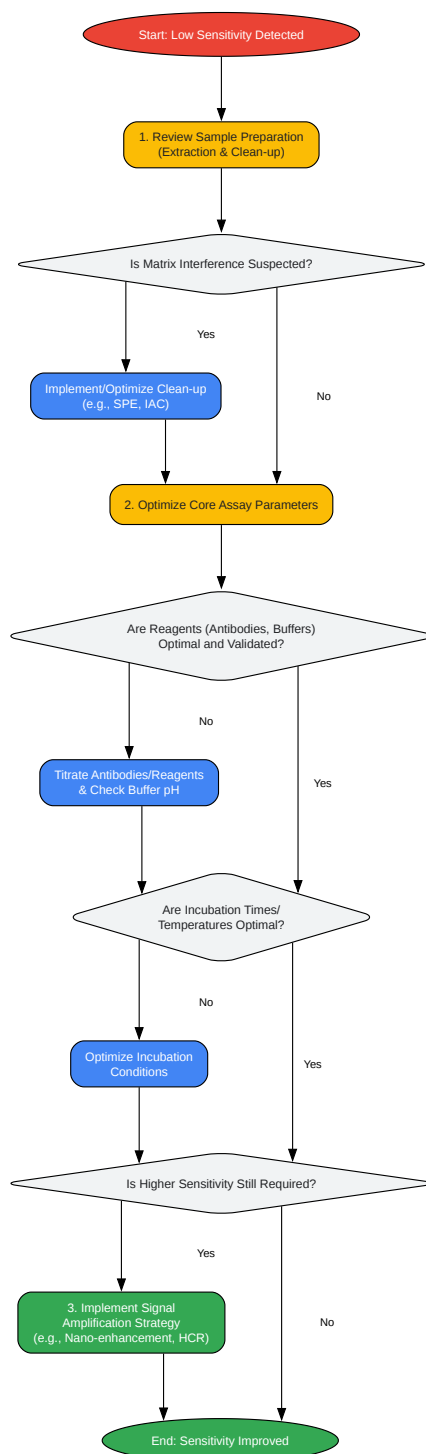 Start: Low Sensitivity Detected
1. Review Sample Preparation
(Extraction & Clean-up)
Is Matrix Interference Suspected?
Yes
Implement/Optimize Clean-up
(e.g., SPE, IAC)
No
2. Optimize Core Assay Parameters
Are Reagents (Antibodies, Buffers)
Optimal and Validated?
No
Titrate Antibodies/Reagents
& Check Buffer pH
Yes
Are Incubation Times/
Temperatures Optimal?
No
Optimize Incubation
Conditions
Yes
Is Higher Sensitivity Still Required?
Yes
3. Implement Signal
Amplification Strategy
(e.g., Nano-enhancement, HCR)
No
End: Sensitivity Improved